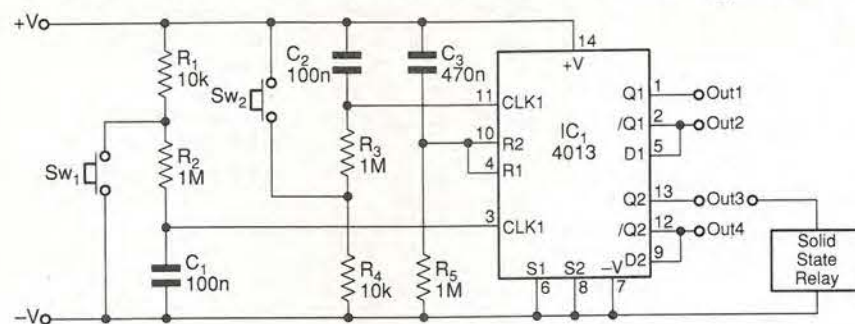 +V
R1
10k
Sw1
R2
1M
C1
100n
Sw2
C2
100n
C3
470n
R3
1M
R4
10k
R5
1M
14
+V
11 CLK1
10 R2
4 R1
3 CLK1
IC1
4013
Q1 1 Out1
/Q1 2 Out2
D1 5
Q2 13 Out3
/Q2 12 Out4
D2 9
S1 S2 –V
6 8 7
Solid
State
Relay
–V